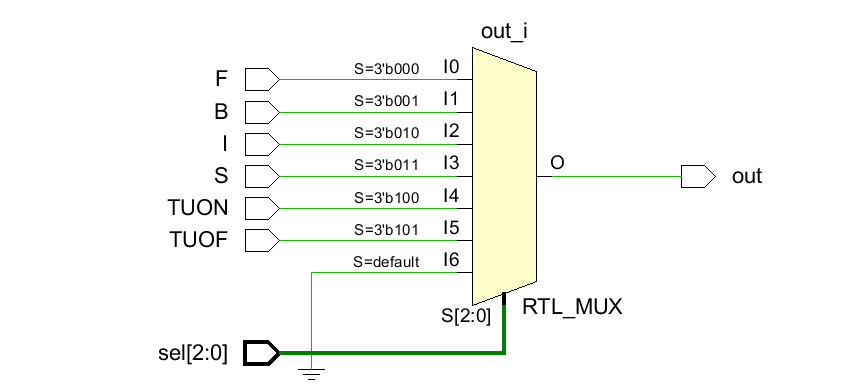 out_i
F S=3'b000 I0
B S=3'b001 I1
I S=3'b010 I2
S S=3'b011 I3 O out
TUON S=3'b100 I4
TUOF S=3'b101 I5
S=default I6
S[2:0] RTL_MUX
sel[2:0]